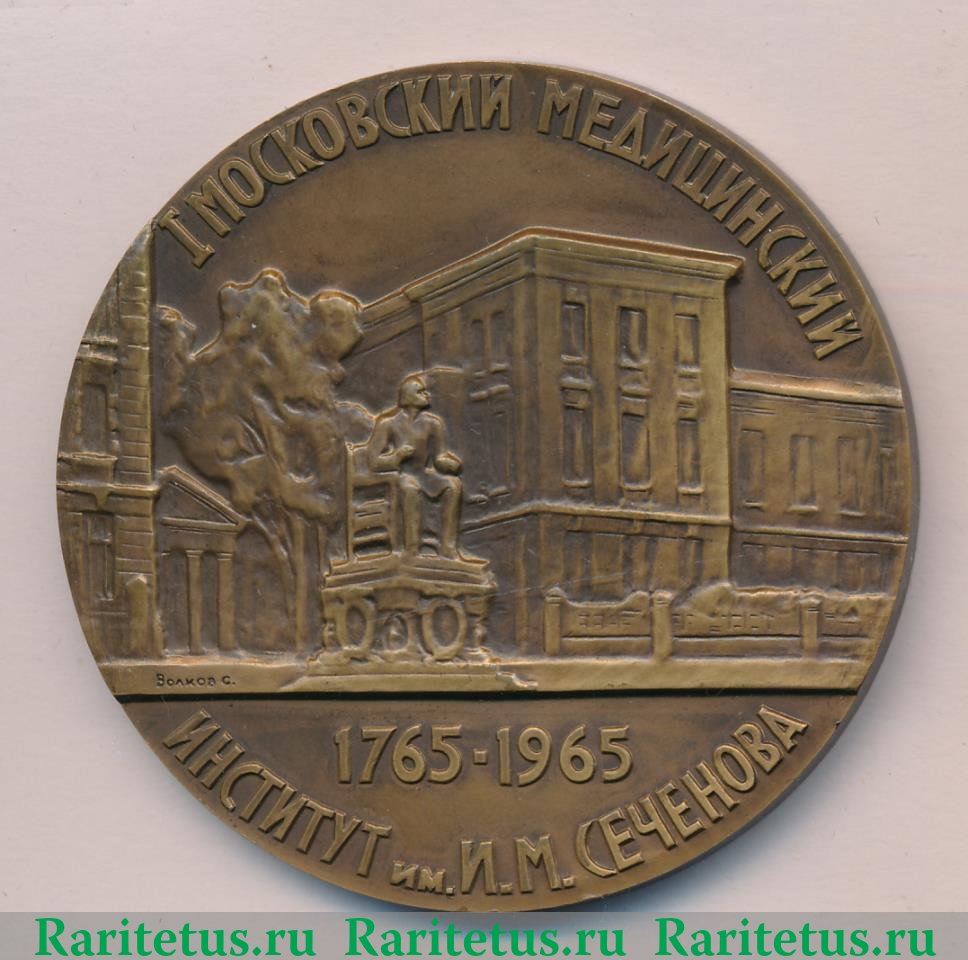 I МОСКОВСКИЙ МЕДИЦИНСКИЙ
Волков С.
1765-1965
ИНСТИТУТ им. И.М. СЕЧЕНОВА
Raritetus.ru Raritetus.ru Raritetus.ru